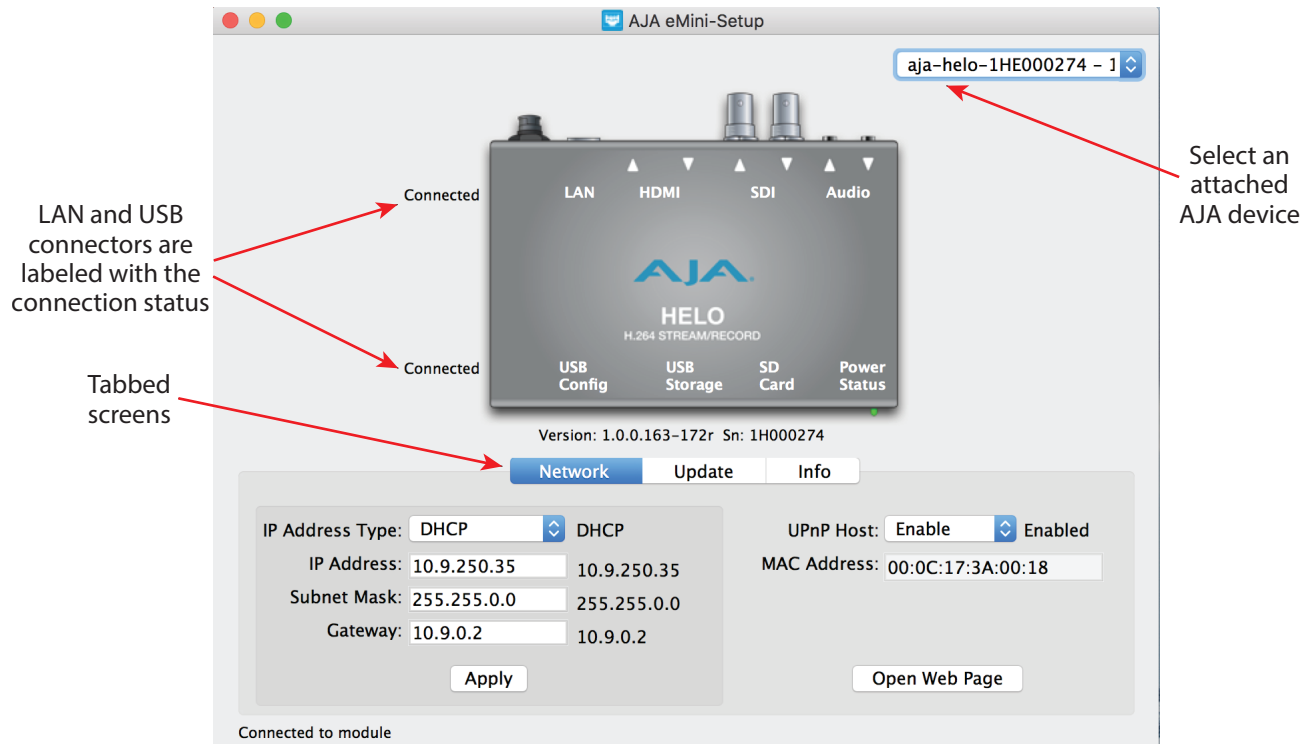 AJA eMini-Setup
aja-helo-1HE000274 – 1
Select an
attached
AJA device
Connected
LAN HDMI SDI Audio
LAN and USB
connectors are
labeled with the
connection status
AJA
HELO
H.264 STREAM/RECORD
Connected
USB Config
USB Storage
SD Card
Power Status
Tabbed
screens
Version: 1.0.0.163-172r Sn: 1H000274
Network Update Info
IP Address Type: DHCP DHCP
IP Address: 10.9.250.35 10.9.250.35
Subnet Mask: 255.255.0.0 255.255.0.0
Gateway: 10.9.0.2 10.9.0.2
Apply
UPnP Host: Enable Enabled
MAC Address: 00:0C:17:3A:00:18
Open Web Page
Connected to module